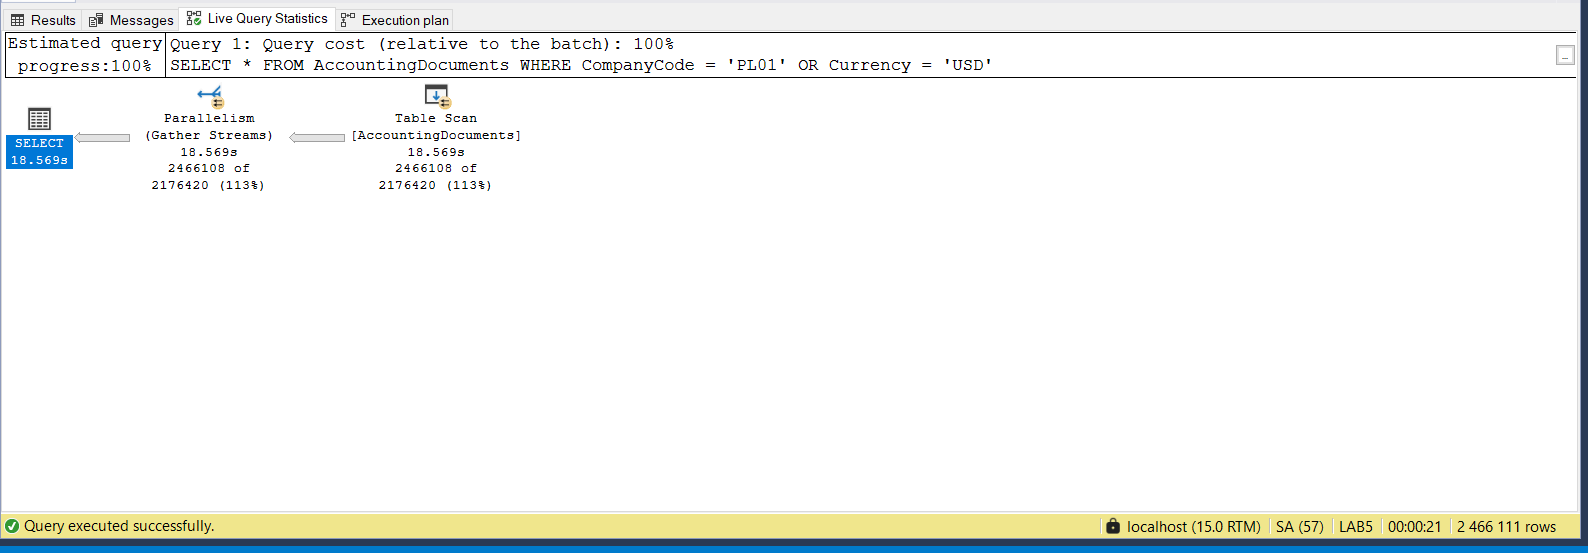 Results Messages Live Query Statistics Execution plan
Estimated query
progress:100%
Query 1: Query cost (relative to the batch): 100%
SELECT * FROM AccountingDocuments WHERE CompanyCode = 'PL01' OR Currency = 'USD'
SELECT
18.569s
Parallelism
(Gather Streams)
18.569s
2466108 of
2176420 (113%)
Table Scan
[AccountingDocuments]
18.569s
2466108 of
2176420 (113%)
Query executed successfully. localhost (15.0 RTM) SA (57) LAB5 00:00:21 2 466 111 rows